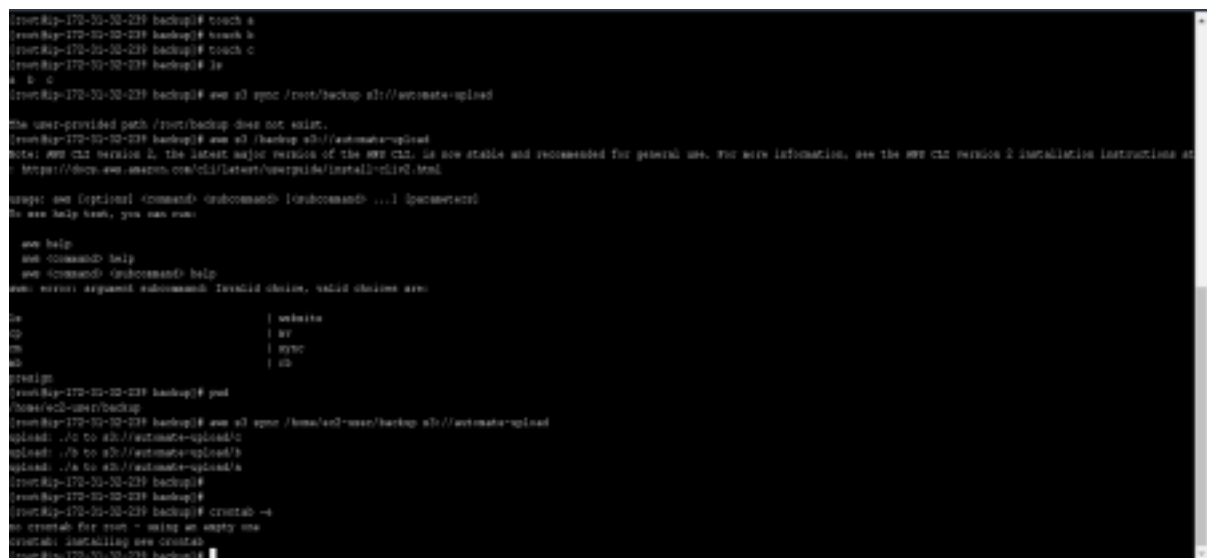 [root@ip-172-31-32-239 backup]# touch a
[root@ip-172-31-32-239 backup]# touch b
[root@ip-172-31-32-239 backup]# touch c
[root@ip-172-31-32-239 backup]# ls
a b c
[root@ip-172-31-32-239 backup]# aws s3 sync /root/backup s3://automate-upload
The user-provided path /root/backup does not exist.
[root@ip-172-31-32-239 backup]# aws s3 /backup s3://automate-upload
Note: AWS CLI version 2, the latest major version of the AWS CLI, is now stable and recommended for general use. For more information, see the AWS CLI version 2 installation instructions at
: https://docs.aws.amazon.com/cli/latest/userguide/install-cliv2.html
usage: aws [options] <command> <subcommand> [<subcommand> ...] [parameters]
To see help text, you can run:
aws help
aws <command> help
aws <command> <subcommand> help
aws: error: argument subcommand: Invalid choice, valid choices are:
ls | website
cp | mv
rm | sync
mb | rb
presign
[root@ip-172-31-32-239 backup]# pwd
/home/ec2-user/backup
[root@ip-172-31-32-239 backup]# aws s3 sync /home/ec2-user/backup s3://automate-upload
upload: ./c to s3://automate-upload/c
upload: ./b to s3://automate-upload/b
upload: ./a to s3://automate-upload/a
[root@ip-172-31-32-239 backup]#
[root@ip-172-31-32-239 backup]#
[root@ip-172-31-32-239 backup]# crontab -e
no crontab for root - using an empty one
crontab: installing new crontab
[root@ip-172-31-32-239 backup]#